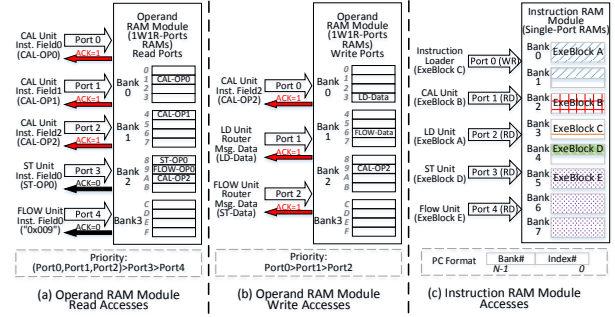 Operand
RAM Module
(1W1R-Ports
RAMs)
Read Ports
CAL Unit
Inst. Field0
(CAL-OP0)
Port 0
ACK=1
CAL Unit
Inst. Field1
(CAL-OP1)
Port 1
ACK=1
CAL Unit
Inst. Field2
(CAL-OP2)
Port 2
ACK=1
ST Unit
Inst. Field0
(ST-OP0)
Port 3
ACK=0
FLOW Unit
Inst. Field0
("0x009")
Port 4
ACK=0
Bank
0
0
1 CAL-OP0
2
3
Bank
1
4 CAL-OP1
5
6
7
Bank
2
8 ST-OP0
9 FLOW-OP0
A CAL-OP2
B
Bank3
C
D
E
F
Priority:
(Port0,Port1,Port2)>Port3>Port4
(a) Operand RAM Module
Read Accesses
Operand
RAM Module
(1W1R-Ports
RAMs)
Write Ports
CAL Unit
Inst. Field2
(CAL-OP2)
Port 0
ACK=1
LD Unit
Router
Msg. Data
(LD-Data)
Port 1
ACK=1
FLOW Unit
Router
Msg. Data
(ST-Data)
Port 2
ACK=1
Bank
0
0
1
2
3 LD-Data
Bank
1
4
5
6 FLOW-Data
7
Bank
2
8
9 CAL-OP2
A
B
Bank3
C
D
E
F
Priority:
Port0>Port1>Port2
(b) Operand RAM Module
Write Accesses
Instruction RAM
Module
(Single-Port RAMs)
Instruction
Loader
(ExeBlock C)
Port 0 (WR)
CAL Unit
(ExeBlock B)
Port 1 (RD)
LD Unit
(ExeBlock A)
Port 2 (RD)
ST Unit
(ExeBlock D)
Port 3 (RD)
Flow Unit
(ExeBlock E)
Port 4 (RD)
Bank
0
ExeBlock A
1
Bank
2
ExeBlock B
Bank
3
ExeBlock C
Bank
4
ExeBlock D
Bank
5
ExeBlock E
Bank
6
Bank
7
PC Format
Bank#
Index#
N-1
0
(c) Instruction RAM Module
Accesses